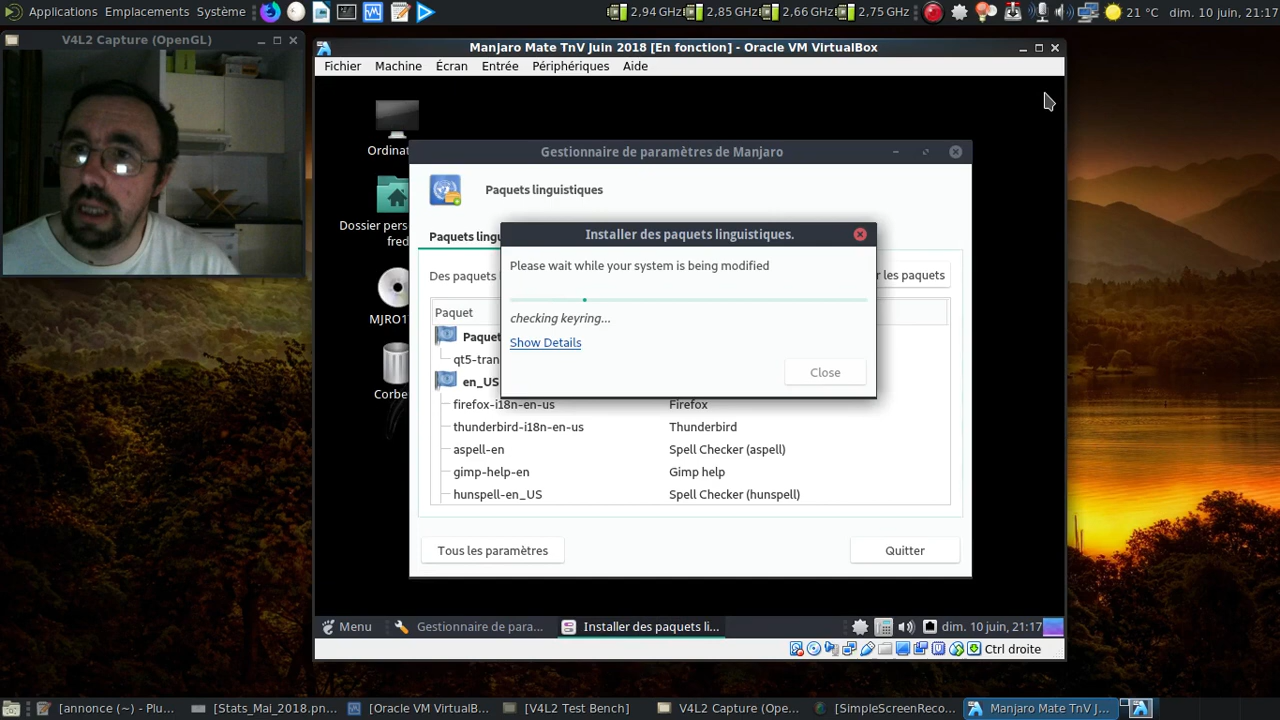 Applications Emplacements Système
2,94 GHz 2,85 GHz 2,66 GHz 2,75 GHz
21 °C dim. 10 juin, 21:17
V4L2 Capture (OpenGL)
Manjaro Mate TnV Juin 2018 [En fonction] - Oracle VM VirtualBox
Fichier Machine Écran Entrée Périphériques Aide
Ordinat
Dossier pers
fred
MJRO1
Corbe
Gestionnaire de paramètres de Manjaro
Paquets linguistiques
Paquets lingu
Des paquets
r les paquets
Paquet
Paquet
qt5-tran
en_US
firefox-i18n-en-us Firefox
thunderbird-i18n-en-us Thunderbird
aspell-en Spell Checker (aspell)
gimp-help-en Gimp help
hunspell-en_US Spell Checker (hunspell)
Tous les paramètres Quitter
Installer des paquets linguistiques.
Please wait while your system is being modified
checking keyring...
Show Details
Close
Menu Gestionnaire de para... Installer des paquets li... dim. 10 juin, 21:17
Ctrl droite
[annonce (~) - Plu... [Stats_Mai_2018.pn... [Oracle VM VirtualB... [V4L2 Test Bench] V4L2 Capture (Ope... [SimpleScreenReco... Manjaro Mate TnV J...